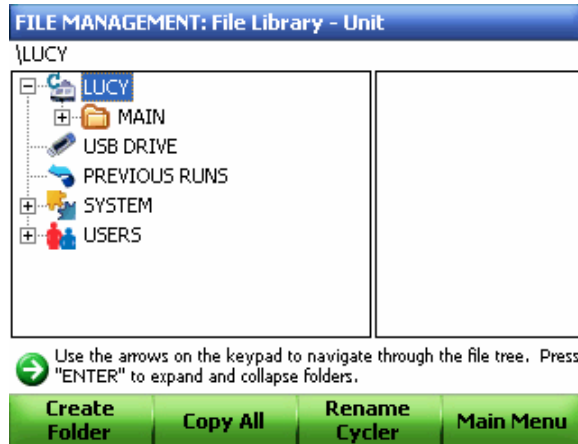 FILE MANAGEMENT: File Library - Unit
\LUCY
LUCY
MAIN
USB DRIVE
PREVIOUS RUNS
SYSTEM
USERS
Use the arrows on the keypad to navigate through the file tree. Press
"ENTER" to expand and collapse folders.
Create Folder
Copy All
Rename Cycler
Main Menu